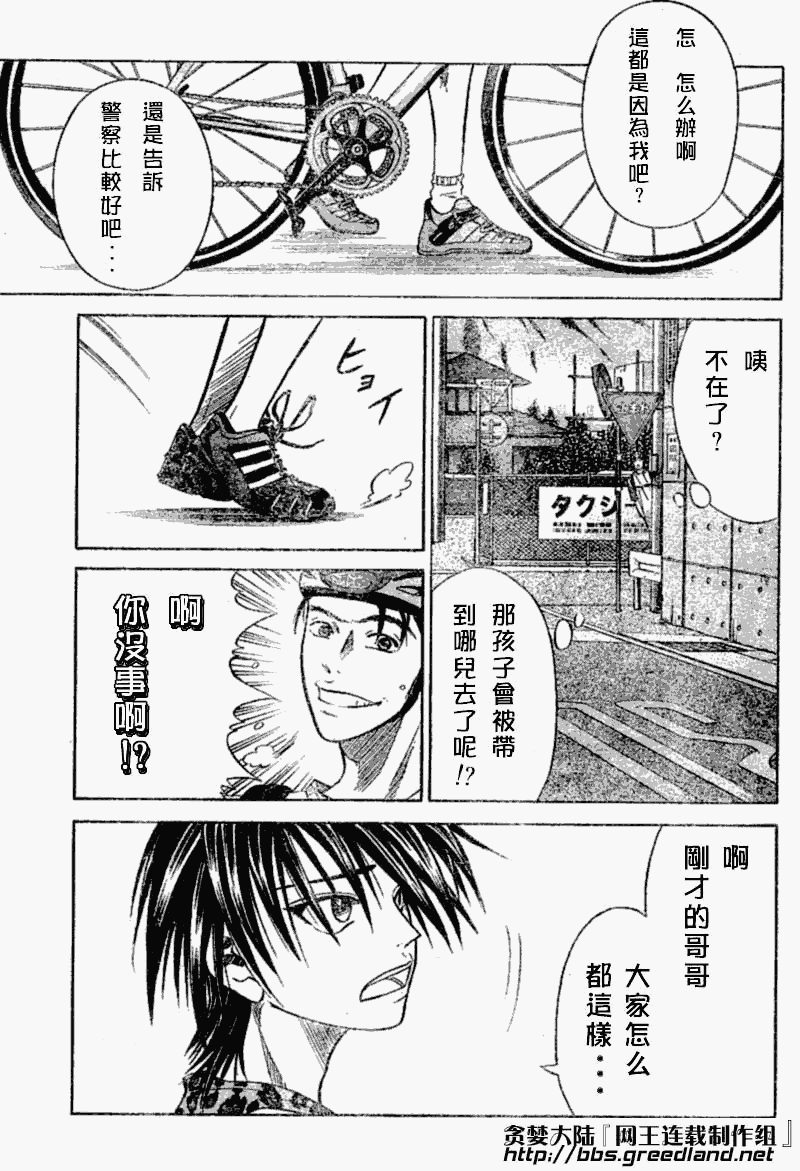 怎 怎么辦啊
這都是因為我吧？
還是告訴
警察比較好吧...
咦
不在了？
タクシー
那孩子會被帶
到哪兒去了呢!?
ヒョイ
啊
你沒事啊!?
啊
剛才的哥哥
大家怎么
都這樣...
贪婪大陆『网王连载制作组』
http://bbs.greedland.net